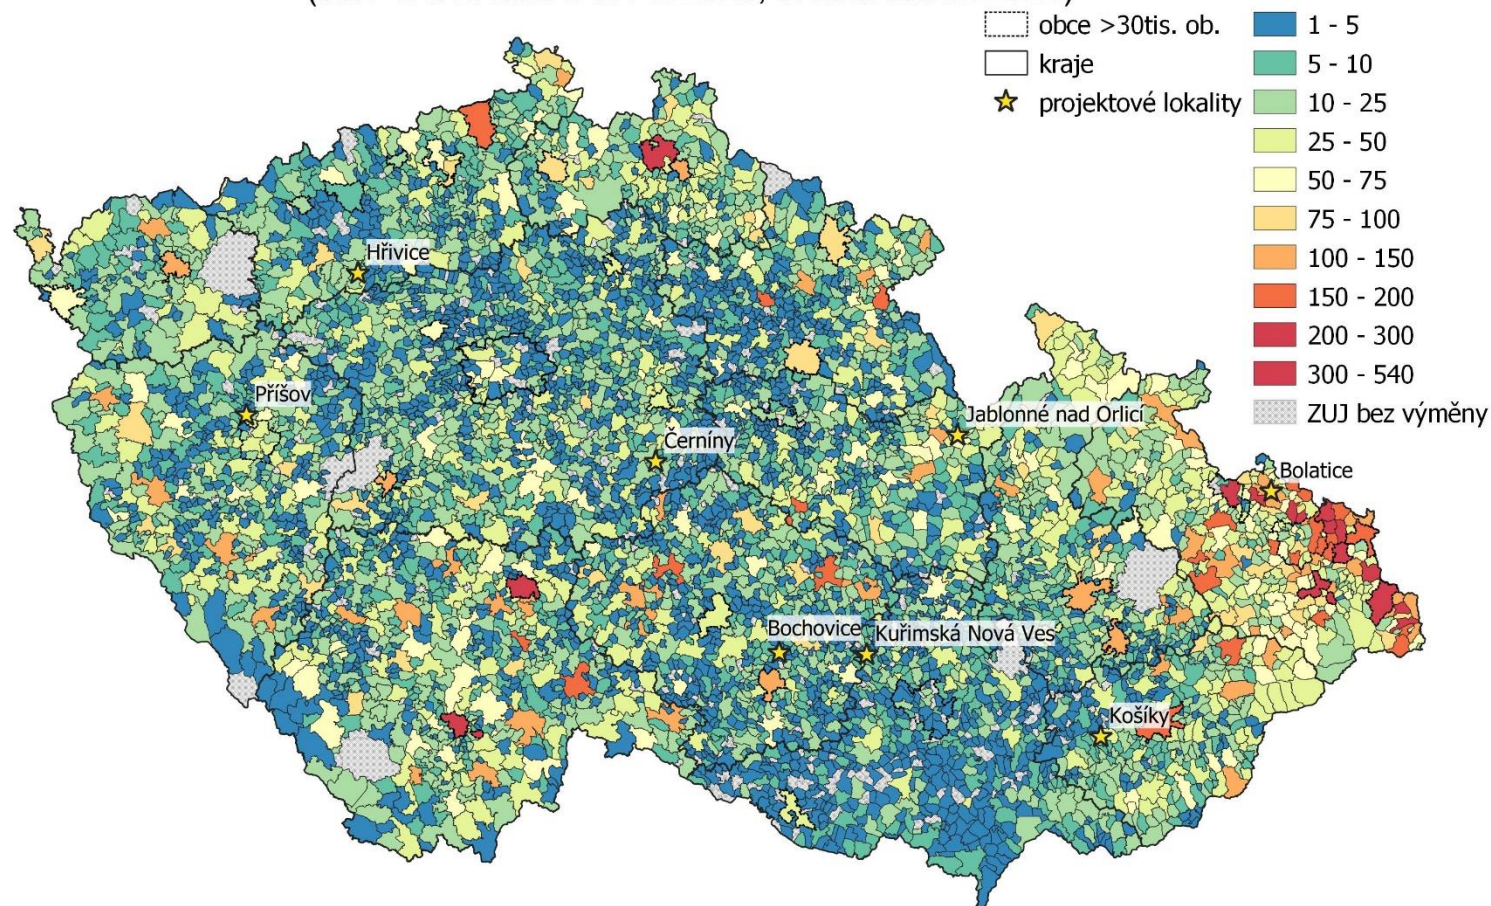 obce >30tis. ob.
kraje
projektové lokality
1 - 5
5 - 10
10 - 25
25 - 50
50 - 75
75 - 100
100 - 150
150 - 200
200 - 300
300 - 540
ZUJ bez výměny
Hřivice
Příšov
Jablonné nad Orlicí
Černíny
Bolatice
Bochovice
Kuřimská Nová Ves
Košíky